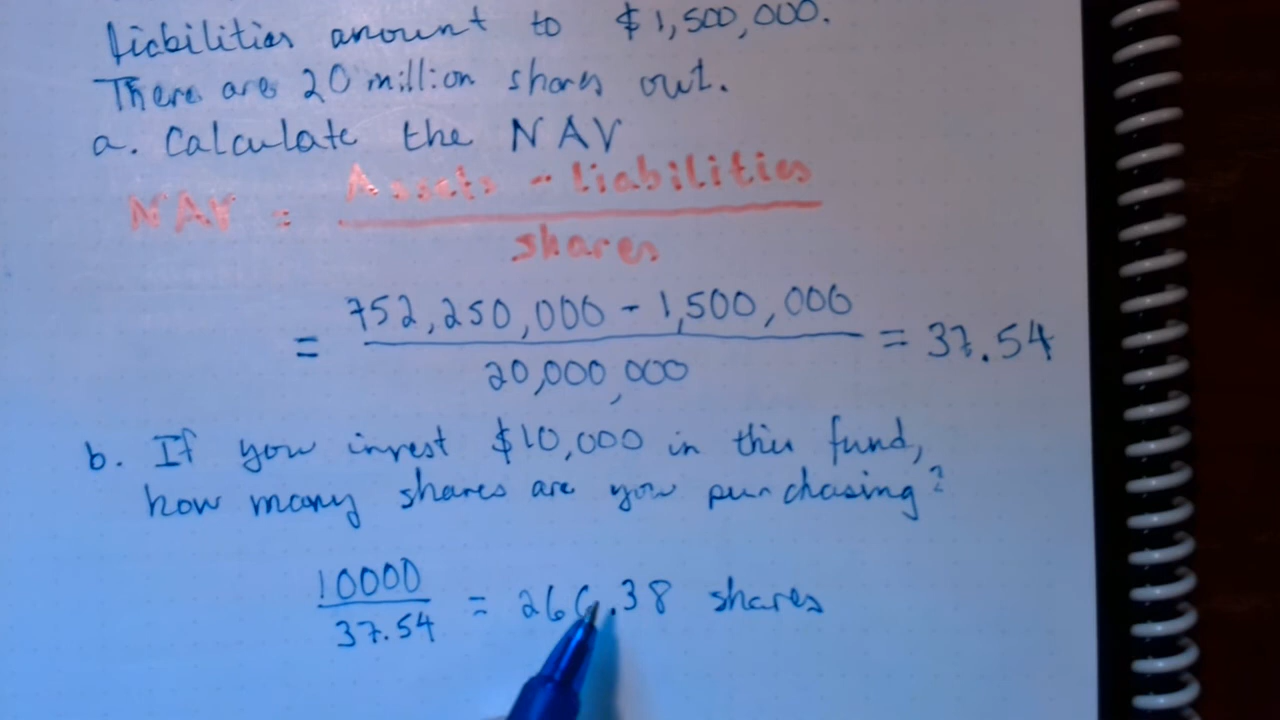 liabilities amount to $1,500,000.
There are 20 million shares out.
a. Calculate the NAV
NAV = Assets - liabilities
shares
= 752,250,000 - 1,500,000 = 37.54
20,000,000
b. If you invest $10,000 in this fund,
how many shares are you purchasing?
10000
37.54 = 266.38 shares